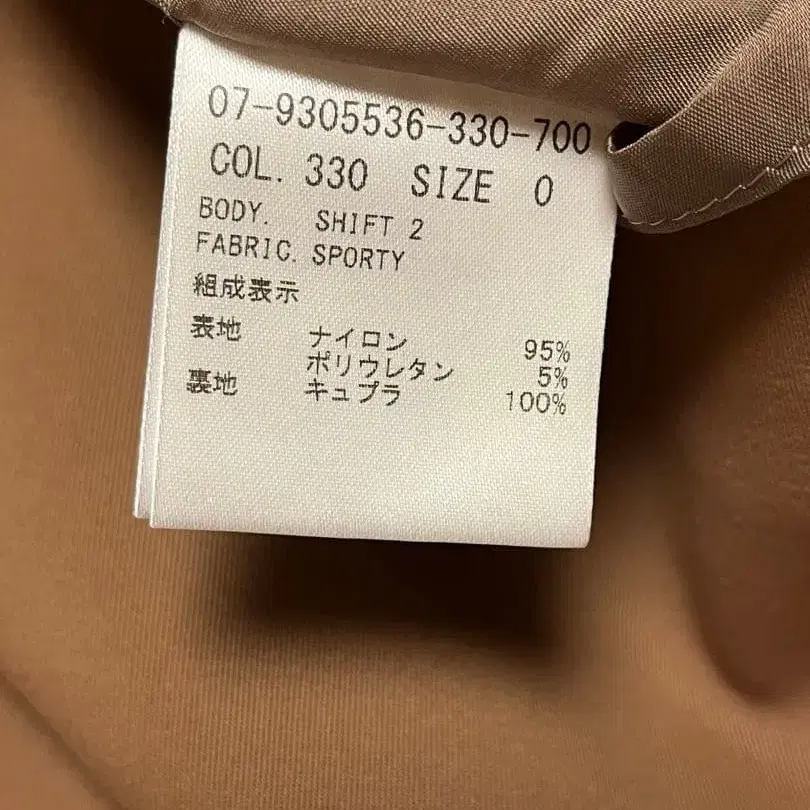 07-9305536-330-700
COL. 330 SIZE 0
BODY. SHIFT 2
FABRIC. SPORTY
組成表示
表地 ナイロン 95%
ポリウレタン 5%
裏地 キュプラ 100%